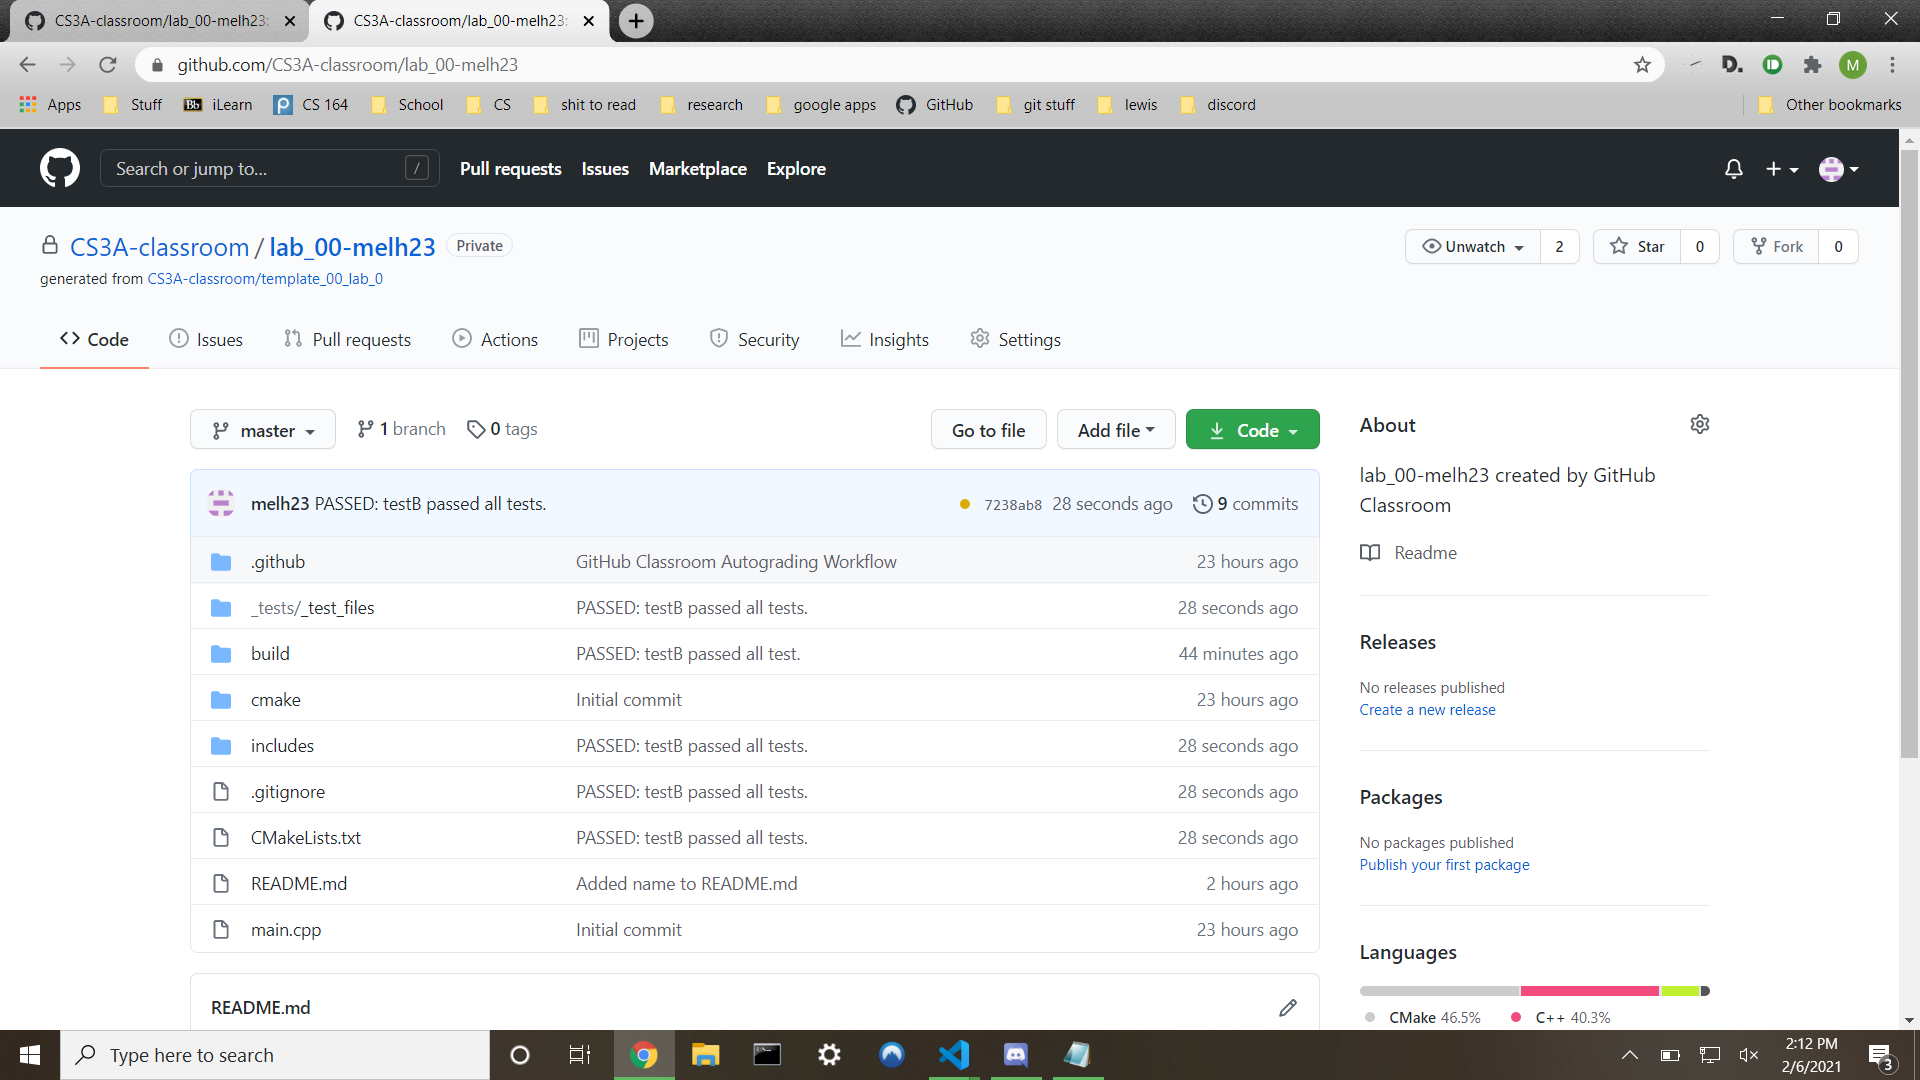 CS3A-classroom/lab_00-melh23:
CS3A-classroom/lab_00-melh23:
github.com/CS3A-classroom/lab_00-melh23
D.
M
Apps
Stuff
Bb iLearn
CS 164
School
CS
shit to read
research
google apps
GitHub
git stuff
lewis
discord
Other bookmarks
Search or jump to... /
Pull requests
Issues
Marketplace
Explore
CS3A-classroom / lab_00-melh23 Private
Unwatch 2
Star 0
Fork 0
generated from CS3A-classroom/template_00_lab_0
Code
Issues
Pull requests
Actions
Projects
Security
Insights
Settings
master
1 branch
0 tags
Go to file
Add file
Code
melh23 PASSED: testB passed all tests. 7238ab8 28 seconds ago 9 commits
.github GitHub Classroom Autograding Workflow 23 hours ago
_tests/_test_files PASSED: testB passed all tests. 28 seconds ago
build PASSED: testB passed all test. 44 minutes ago
cmake Initial commit 23 hours ago
includes PASSED: testB passed all tests. 28 seconds ago
.gitignore PASSED: testB passed all tests. 28 seconds ago
CMakeLists.txt PASSED: testB passed all tests. 28 seconds ago
README.md Added name to README.md 2 hours ago
main.cpp Initial commit 23 hours ago
README.md
About
lab_00-melh23 created by GitHub
Classroom
Readme
Releases
No releases published
Create a new release
Packages
No packages published
Publish your first package
Languages
CMake 46.5%
C++ 40.3%
Type here to search
2:12 PM
2/6/2021
3